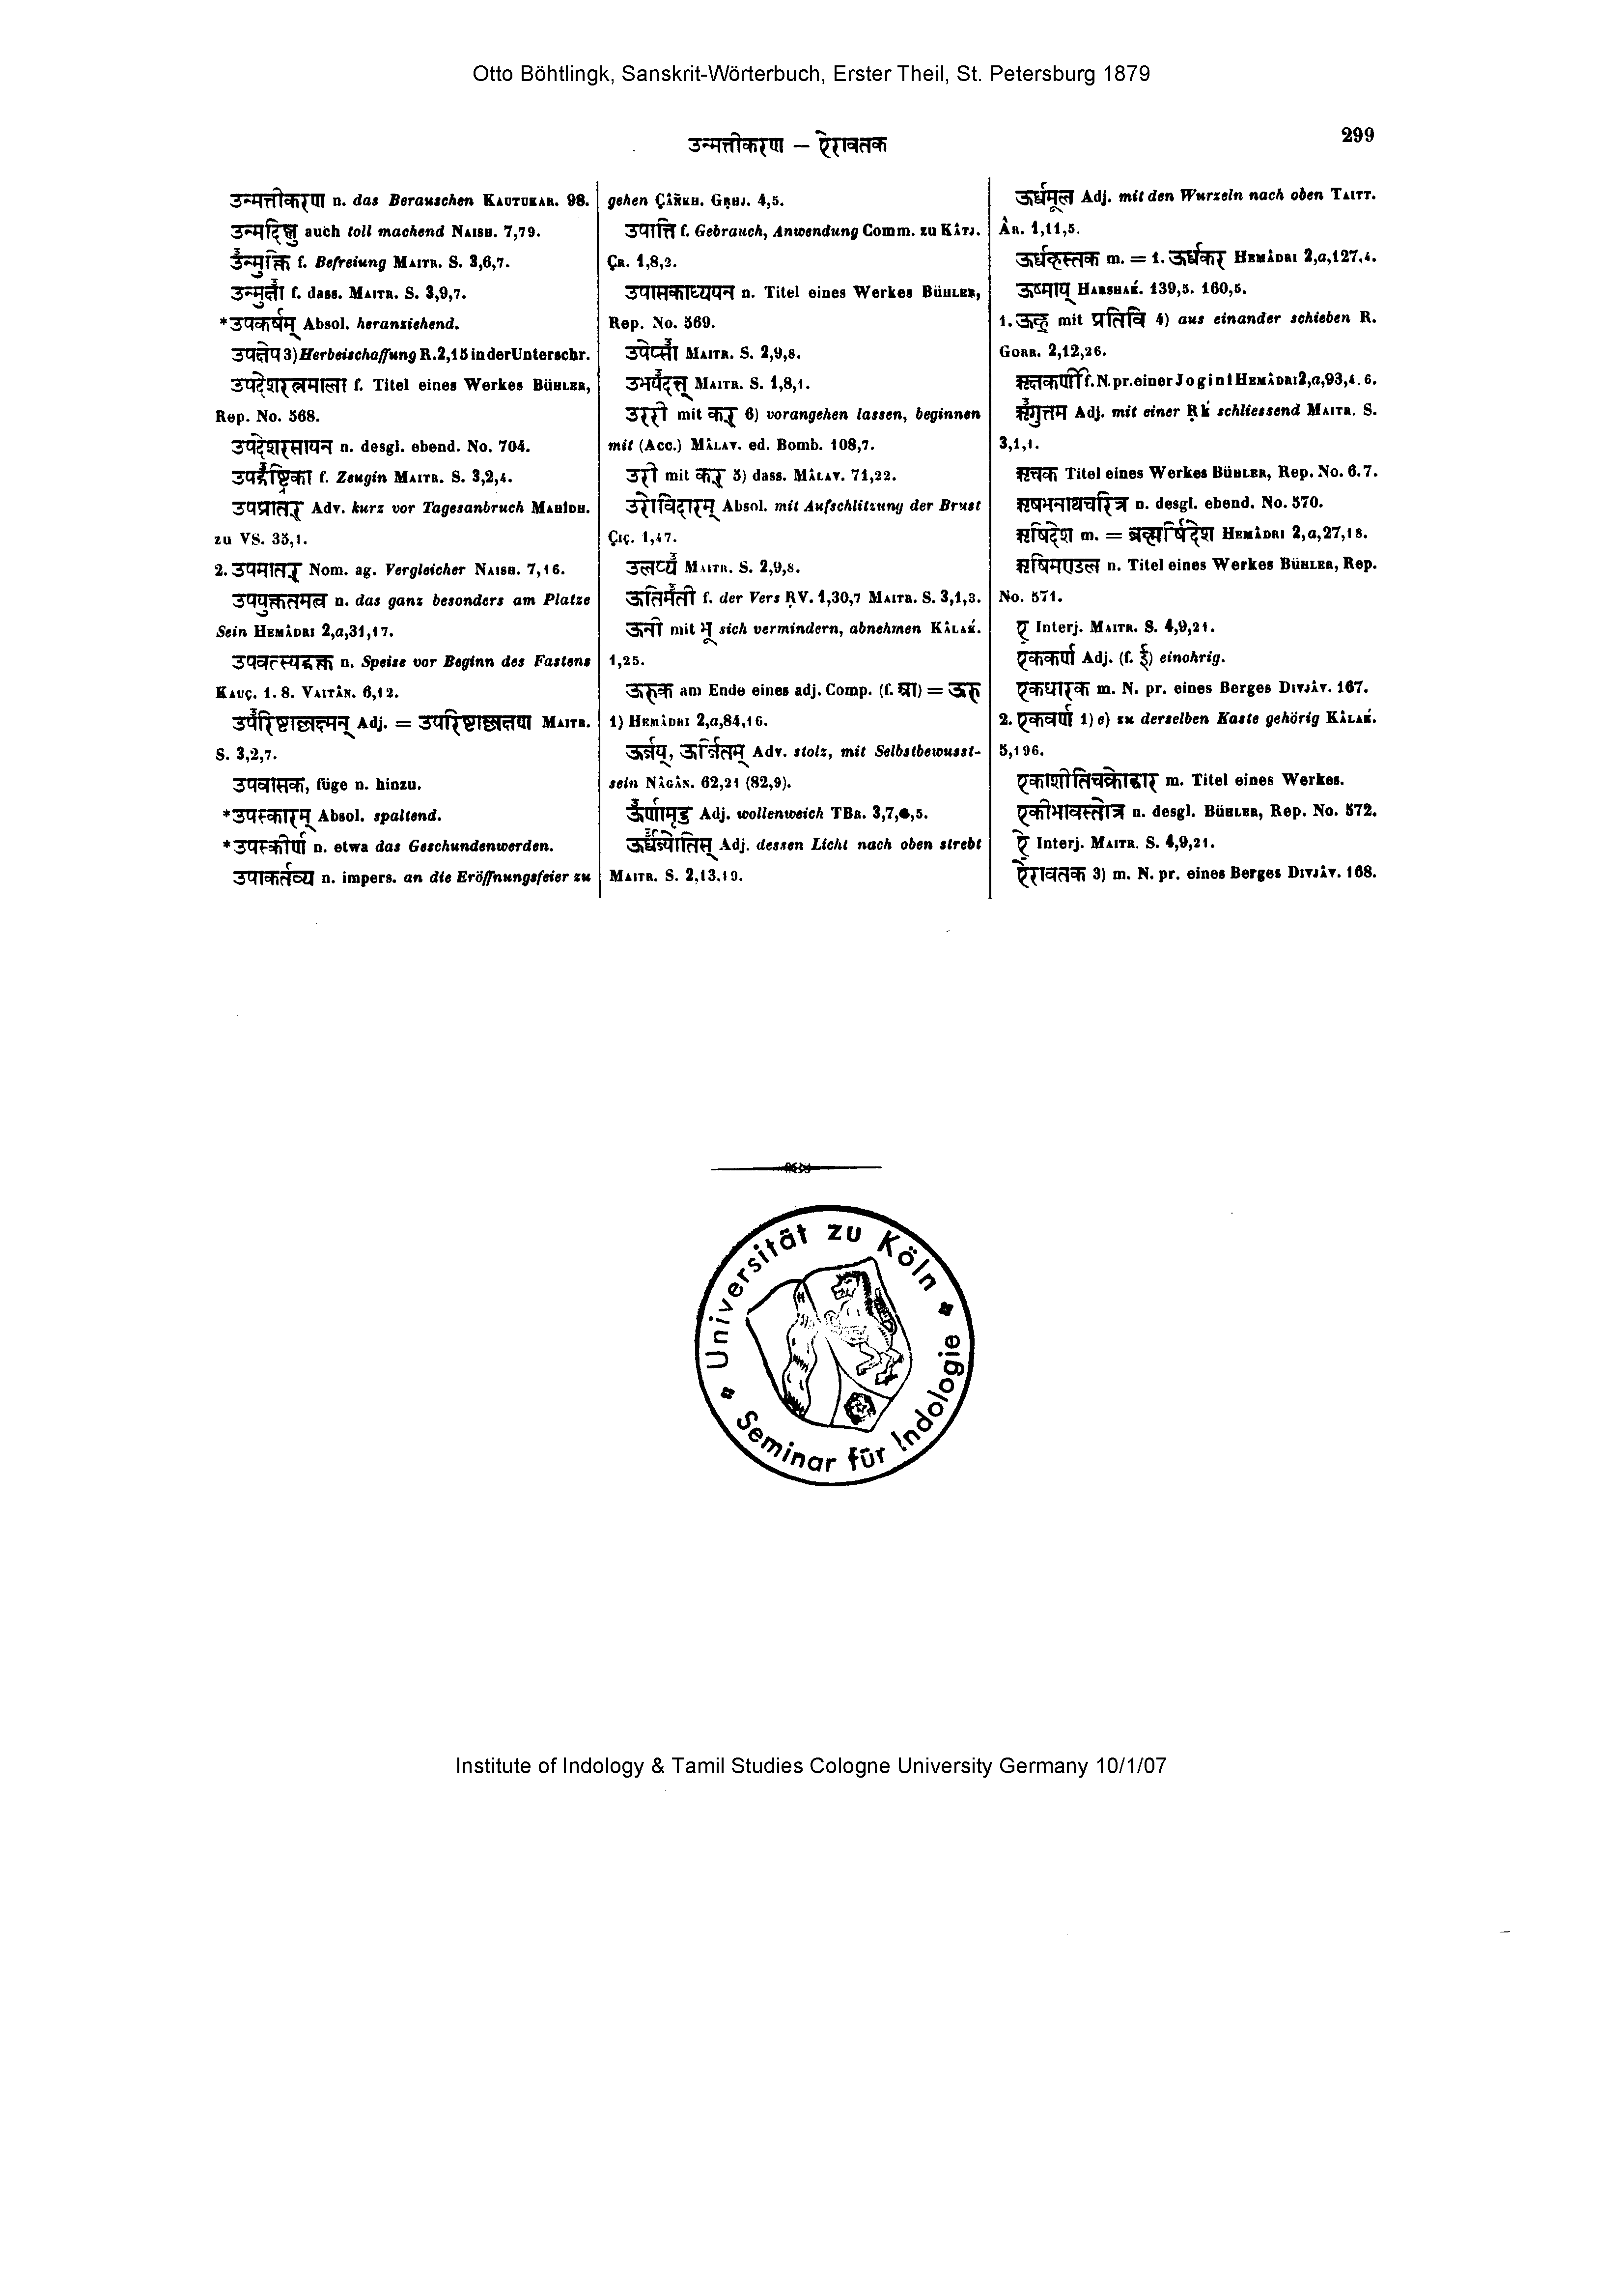 Otto Böhtlingk, Sanskrit-Wörterbuch, Erster Theil, St. Petersburg 1879
उन्मत्तीकरण — ऐरावतक
299
उन्मत्तीकरण n. das Berauschen KAUTUKAR. 98.
उन्मदिष्णु auch toll machend NAISH. 7,79.
उन्मुक्ति f. Befreiung MAITR. S. 3,6,7.
f. dass. MAITR. S. 3,9,7.
*उपकर्षम् Absol. heranziehend.
उपक्षेप 3) Herbeischaffung R. 2,15 in der Unterschr.
उपदेशरत्नमाला f. Titel eines Werkes BÜHLER,
Rep. No. 568.
उपदेशरसायन n. desgl. ebend. No. 704.
उपद्रष्ट्रिका f. Zeugin MAITR. S. 3,2,4.
उपप्रातर् Adv. kurz vor Tagesanbruch MAHÎDH.
zu VS. 35,1.
2. उपमातर् Nom. ag. Vergleicher NAISH. 7,16.
उपयुक्ततमत्व n. das ganz besonders am Platze
Sein HEMÂDRI 2,a,31,17.
उपवत्स्यद्भक्त n. Speise vor Beginn des Fastens
KAUÇ. 1. 8. VAITÂN. 6,12.
उपरिष्टाल्लक्ष्मन् Adj. = उपरिष्टाल्लक्षण MAITR.
S. 3,2,7.
उपवासक, füge n. hinzu.
*उपस्कारम् Absol. spaltend.
*उपस्कीर्ण n. etwa das Geschundenwerden.
उपाकर्तव्य n. impers. an die Eröffnungsfeier zu
gehen ÇÂÑKH. GṚHJ. 4,5.
उपात्ति f. Gebrauch, Anwendung Comm. zu KÂTJ.
ÇR. 1,8,2.
उपासकाध्ययन n. Titel eines Werkes BÜHLER,
Rep. No. 569.
उपेप्सा MAITR. S. 2,9,8.
उभयदत् MAITR. S. 1,8,1.
उररी mit कर् 6) vorangehen lassen, beginnen
mit (Acc.) MÂLAV. ed. Bomb. 108,7.
उरी mit कर् 5) dass. MÂLAV. 71,22.
उरोविदारम् Absol. mit Aufschlitzung der Brust
ÇIÇ. 1,47.
उलप्य MAITR. S. 2,9,8.
ऊतिमती f. der Vers ṚV. 1,30,7 MAITR. S. 3,1,3.
ऊनी mit भू sich vermindern, abnehmen KÂLAḰ.
1,25.
ऊरुक am Ende eines adj. Comp. (f. आ) = ऊरु
1) HEMÂDRI 2,a,84,16.
ऊर्जय्, ऊर्जितम् Adv. stolz, mit Selbstbewusst-
sein NÂGÂN. 62,21 (82,9).
ऊर्णामृद Adj. wollenweich TBR. 3,7,6,5.
ऊर्ध्वज्योतिस् Adj. dessen Licht nach oben strebt
MAITR. S. 2,13,19.
ऊर्ध्वमूल Adj. mit den Wurzeln nach oben TAITT.
ÂR. 1,11,5.
ऊर्ध्वहस्तक m. = 1. ऊर्ध्वकर HEMÂDRI 2,a,127,4.
ऊष्माय् HARSHAḰ. 139,5. 160,5.
1. ऊह् mit प्रतिवि 4) aus einander schieben R.
GORR. 2,12,26.
ऋक्षकर्णी f. N. pr. einer Joginî HEMÂDRI 2,a,93,4. 6.
ऋगुत्तम Adj. mit einer ṚḰ schliessend MAITR. S.
3,1,1.
ऋचक Titel eines Werkes BÜHLER, Rep. No. 6. 7.
ऋषभनाथचरित्र n. desgl. ebend. No. 570.
ऋषिदेश m. = ब्रह्मर्षिदेश HEMÂDRI 2,a,27,18.
ऋषिमण्डल n. Titel eines Werkes BÜHLER, Rep.
No. 571.
ए Interj. MAITR. S. 4,9,21.
एककर्ण Adj. (f. ई) einohrig.
एकधारक m. N. pr. eines Berges DIVJÂV. 167.
2. एकवर्ण 1) e) zu derselben Kaste gehörig KÂLAḰ.
5,196.
एकाशीतिचक्रोद्धार m. Titel eines Werkes.
एकीभावस्तोत्र n. desgl. BÜHLER, Rep. No. 572.
ऐ Interj. MAITR. S. 4,9,21.
ऐरावतक 3) m. N. pr. eines Berges DIVJÂV. 168.
Universität zu Köln
Seminar für Indologie
Institute of Indology & Tamil Studies Cologne University Germany 10/1/07